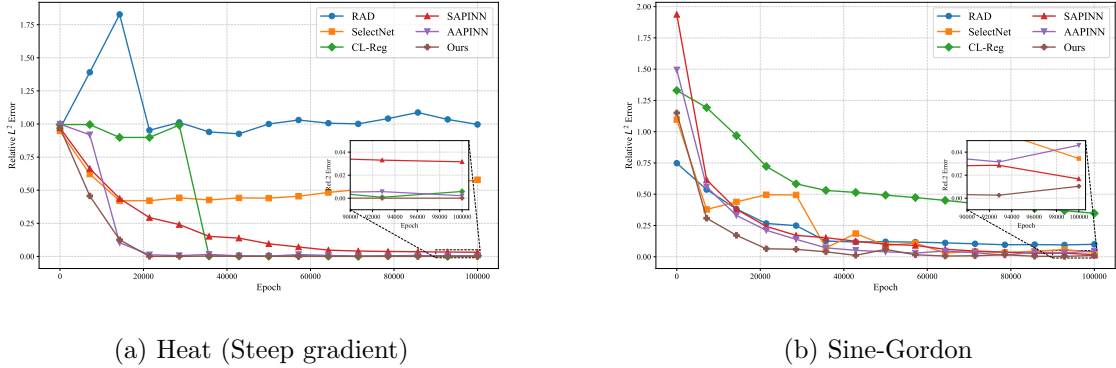 Relative L² Error
1.75
1.50
1.25
1.00
0.75
0.50
0.25
0.00
0
20000
40000
60000
80000
100000
Epoch
RAD
SelectNet
CL-Reg
SAPINN
AAPINN
Ours
ReL2 Error
0.04
0.02
0.00
90000
92000
94000
96000
98000
100000
Epoch
(a) Heat (Steep gradient)
Relative L² Error
2.00
1.75
1.50
1.25
1.00
0.75
0.50
0.25
0.00
0
20000
40000
60000
80000
100000
Epoch
RAD
SelectNet
CL-Reg
SAPINN
AAPINN
Ours
ReL2 Error
0.04
0.02
0.00
90000
92000
94000
96000
98000
100000
Epoch
(b) Sine-Gordon